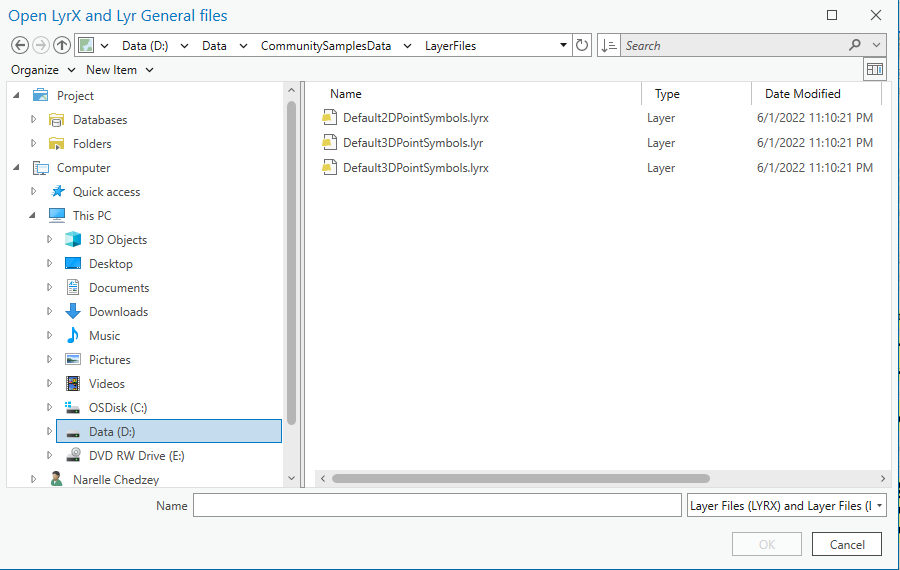 Open LyrX and Lyr General files
Data (D:) Data CommunitySamplesData LayerFiles Search
Organize New Item
Project
Databases
Folders
Computer
Quick access
This PC
3D Objects
Desktop
Documents
Downloads
Music
Pictures
Videos
OSDisk (C:)
Data (D:)
DVD RW Drive (E:)
Narelle Chedzey
Name Type Date Modified
Default2DPointSymbols.lyrx Layer 6/1/2022 11:10:21 PM
Default3DPointSymbols.lyr Layer 6/1/2022 11:10:21 PM
Default3DPointSymbols.lyrx Layer 6/1/2022 11:10:21 PM
Name Layer Files (LYRX) and Layer Files (l
OK Cancel